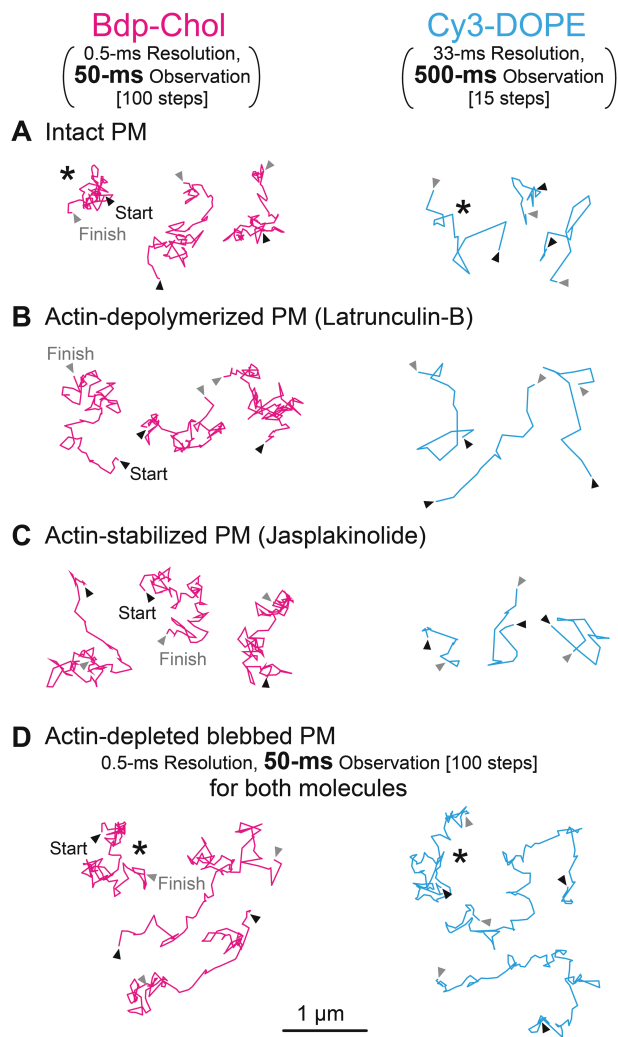 Bdp-Chol
Cy3-DOPE
(0.5-ms Resolution,
50-ms Observation
[100 steps])
(33-ms Resolution,
500-ms Observation
[15 steps])
A Intact PM
*
Start
Finish
*
B Actin-depolymerized PM (Latrunculin-B)
Finish
Start
C Actin-stabilized PM (Jasplakinolide)
Start
Finish
D Actin-depleted blebbed PM
0.5-ms Resolution, 50-ms Observation [100 steps]
for both molecules
Start
*
Finish
*
1 µm